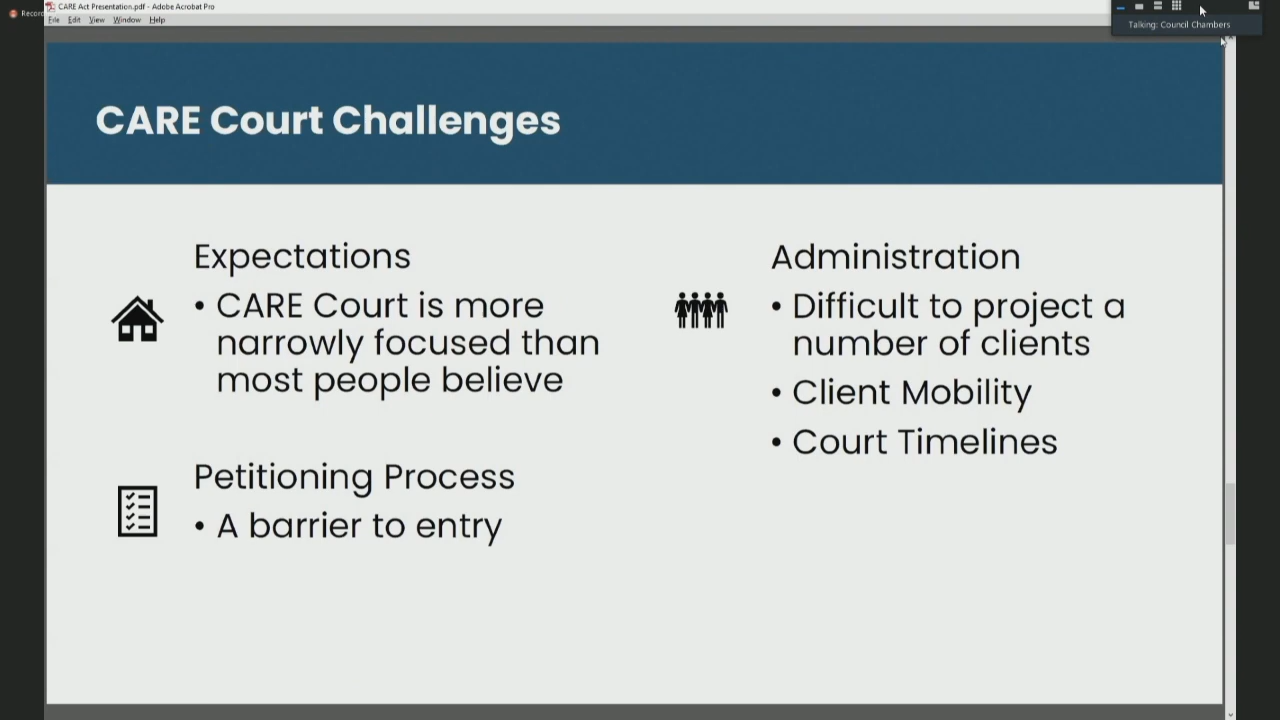 CARE Act Presentation.pdf - Adobe Acrobat Pro
File Edit View Window Help
Talking: Council Chambers
CARE Court Challenges
Expectations
• CARE Court is more
narrowly focused than
most people believe
Petitioning Process
• A barrier to entry
Administration
• Difficult to project a
number of clients
• Client Mobility
• Court Timelines